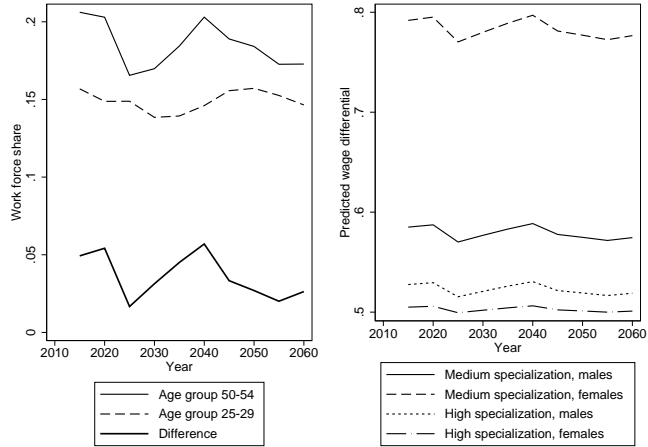 Work force share
.2
.15
.1
.05
0
2010 2020 2030 2040 2050 2060
Year
Age group 50-54
Age group 25-29
Difference
Predicted wage differential
.8
.7
.6
.5
2010 2020 2030 2040 2050 2060
Year
Medium specialization, males
Medium specialization, females
High specialization, males
High specialization, females